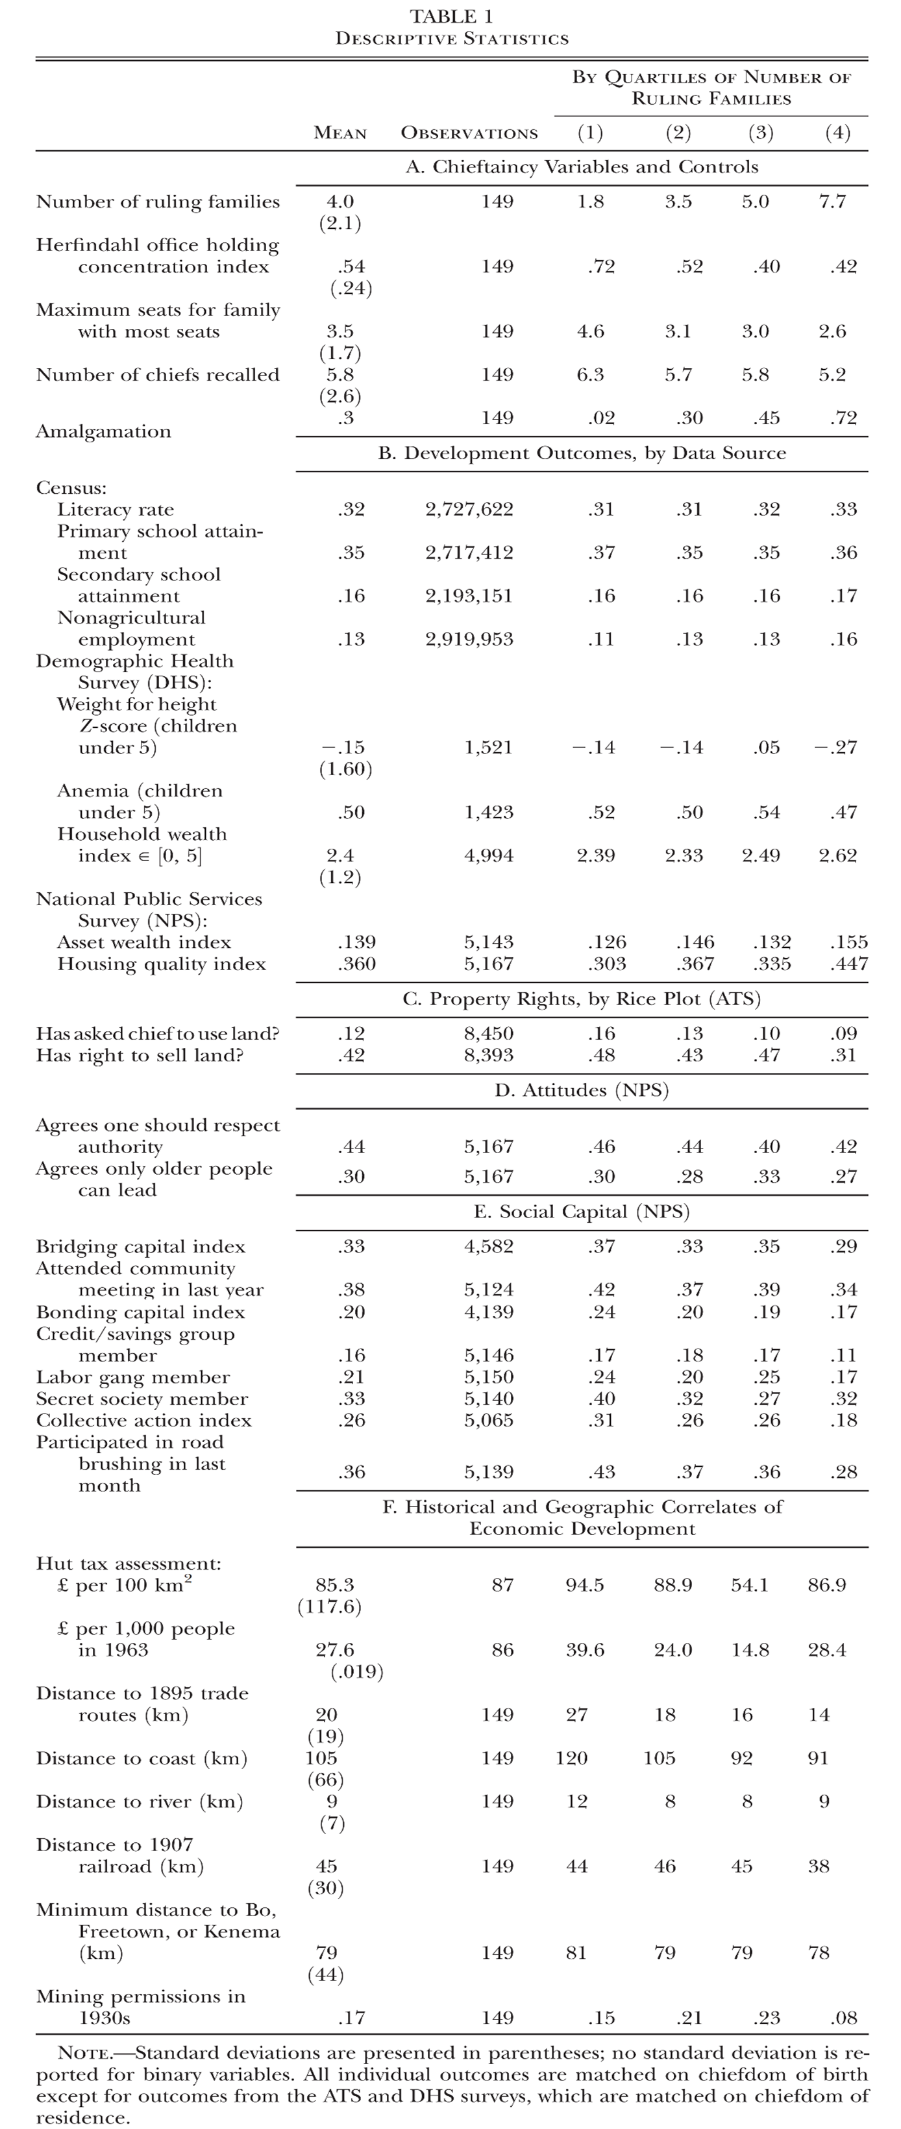 TABLE 1
Descriptive Statistics
By Quartiles of Number of
Ruling Families
Mean Observations (1) (2) (3) (4)
A. Chieftaincy Variables and Controls
Number of ruling families 4.0 149 1.8 3.5 5.0 7.7
(2.1)
Herfindahl office holding
concentration index .54 149 .72 .52 .40 .42
(.24)
Maximum seats for family
with most seats 3.5 149 4.6 3.1 3.0 2.6
(1.7)
Number of chiefs recalled 5.8 149 6.3 5.7 5.8 5.2
(2.6)
Amalgamation .3 149 .02 .30 .45 .72
B. Development Outcomes, by Data Source
Census:
Literacy rate .32 2,727,622 .31 .31 .32 .33
Primary school attain-
ment .35 2,717,412 .37 .35 .35 .36
Secondary school
attainment .16 2,193,151 .16 .16 .16 .17
Nonagricultural
employment .13 2,919,953 .11 .13 .13 .16
Demographic Health
Survey (DHS):
Weight for height
Z-score (children
under 5) −.15 1,521 −.14 −.14 .05 −.27
(1.60)
Anemia (children
under 5) .50 1,423 .52 .50 .54 .47
Household wealth
index ∈ [0, 5] 2.4 4,994 2.39 2.33 2.49 2.62
(1.2)
National Public Services
Survey (NPS):
Asset wealth index .139 5,143 .126 .146 .132 .155
Housing quality index .360 5,167 .303 .367 .335 .447
C. Property Rights, by Rice Plot (ATS)
Has asked chief to use land? .12 8,450 .16 .13 .10 .09
Has right to sell land? .42 8,393 .48 .43 .47 .31
D. Attitudes (NPS)
Agrees one should respect
authority .44 5,167 .46 .44 .40 .42
Agrees only older people
can lead .30 5,167 .30 .28 .33 .27
E. Social Capital (NPS)
Bridging capital index .33 4,582 .37 .33 .35 .29
Attended community
meeting in last year .38 5,124 .42 .37 .39 .34
Bonding capital index .20 4,139 .24 .20 .19 .17
Credit/savings group
member .16 5,146 .17 .18 .17 .11
Labor gang member .21 5,150 .24 .20 .25 .17
Secret society member .33 5,140 .40 .32 .27 .32
Collective action index .26 5,065 .31 .26 .26 .18
Participated in road
brushing in last
month .36 5,139 .43 .37 .36 .28
F. Historical and Geographic Correlates of
Economic Development
Hut tax assessment:
£ per 100 km² 85.3 87 94.5 88.9 54.1 86.9
(117.6)
£ per 1,000 people
in 1963 27.6 86 39.6 24.0 14.8 28.4
(.019)
Distance to 1895 trade
routes (km) 20 149 27 18 16 14
(19)
Distance to coast (km) 105 149 120 105 92 91
(66)
Distance to river (km) 9 149 12 8 8 9
(7)
Distance to 1907
railroad (km) 45 149 44 46 45 38
(30)
Minimum distance to Bo,
Freetown, or Kenema
(km) 79 149 81 79 79 78
(44)
Mining permissions in
1930s .17 149 .15 .21 .23 .08
Note.—Standard deviations are presented in parentheses; no standard deviation is re-
ported for binary variables. All individual outcomes are matched on chiefdom of birth
except for outcomes from the ATS and DHS surveys, which are matched on chiefdom of
residence.